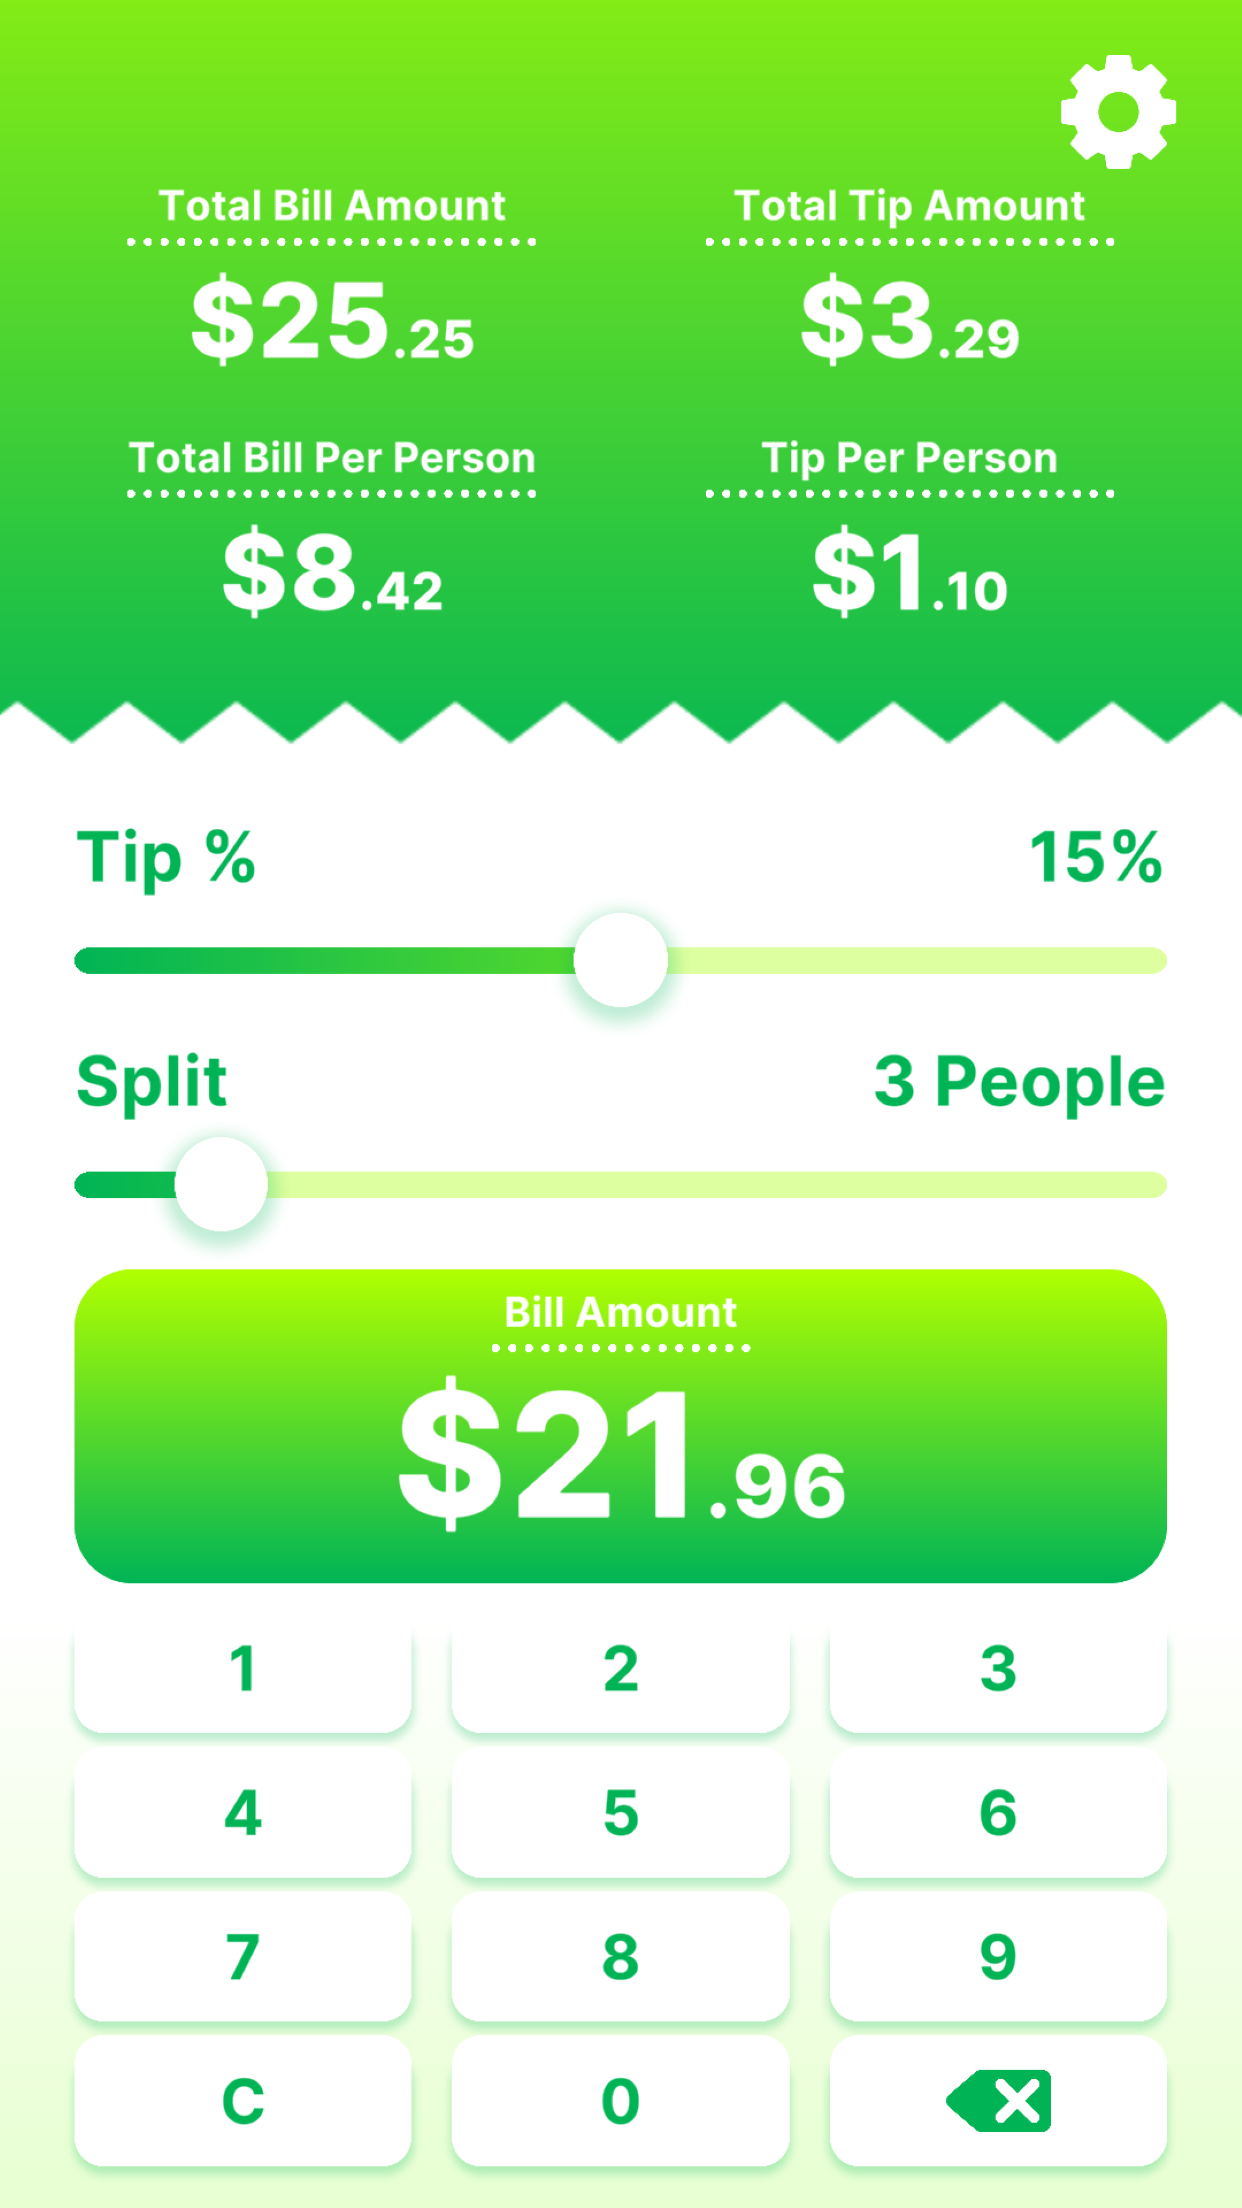 Total Bill Amount
$25.25
Total Tip Amount
$3.29
Total Bill Per Person
$8.42
Tip Per Person
$1.10
Tip % 15%
Split 3 People
Bill Amount
$21.96
1 2 3
4 5 6
7 8 9
C 0